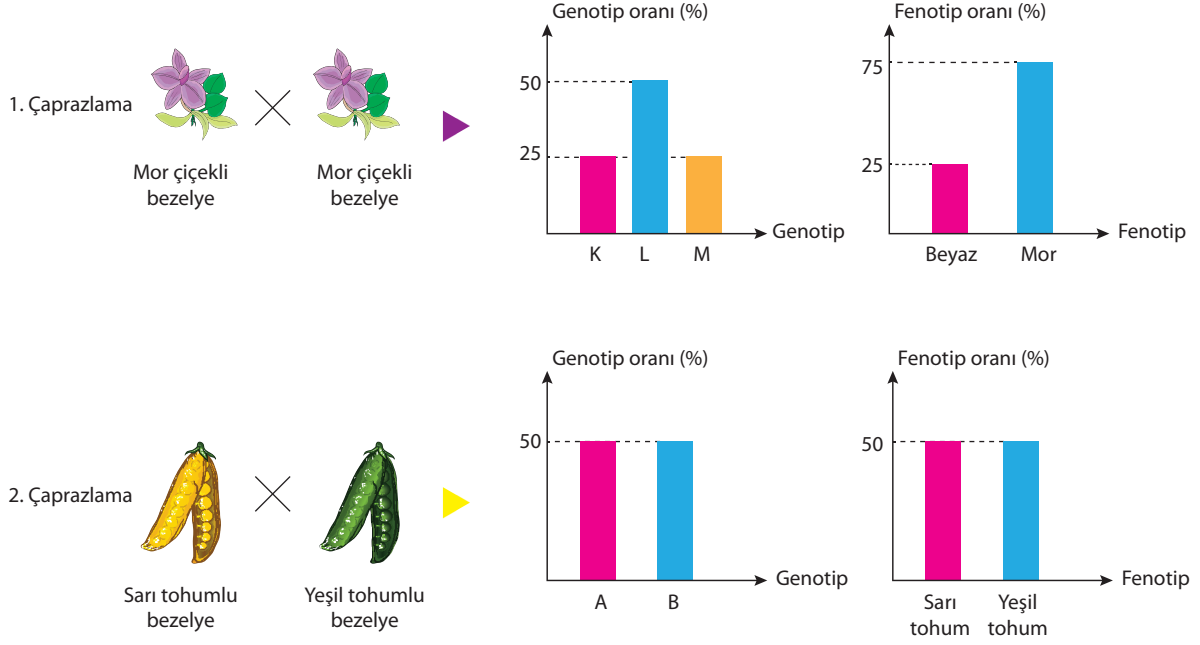 1. Çaprazlama
Mor çiçekli
bezelye
Mor çiçekli
bezelye
Genotip oranı (%)
50
25
K
L
M
Genotip
Fenotip oranı (%)
75
25
Beyaz
Mor
Fenotip
2. Çaprazlama
Sarı tohumlu
bezelye
Yeşil tohumlu
bezelye
Genotip oranı (%)
50
A
B
Genotip
Fenotip oranı (%)
50
Sarı
tohum
Yeşil
tohum
Fenotip